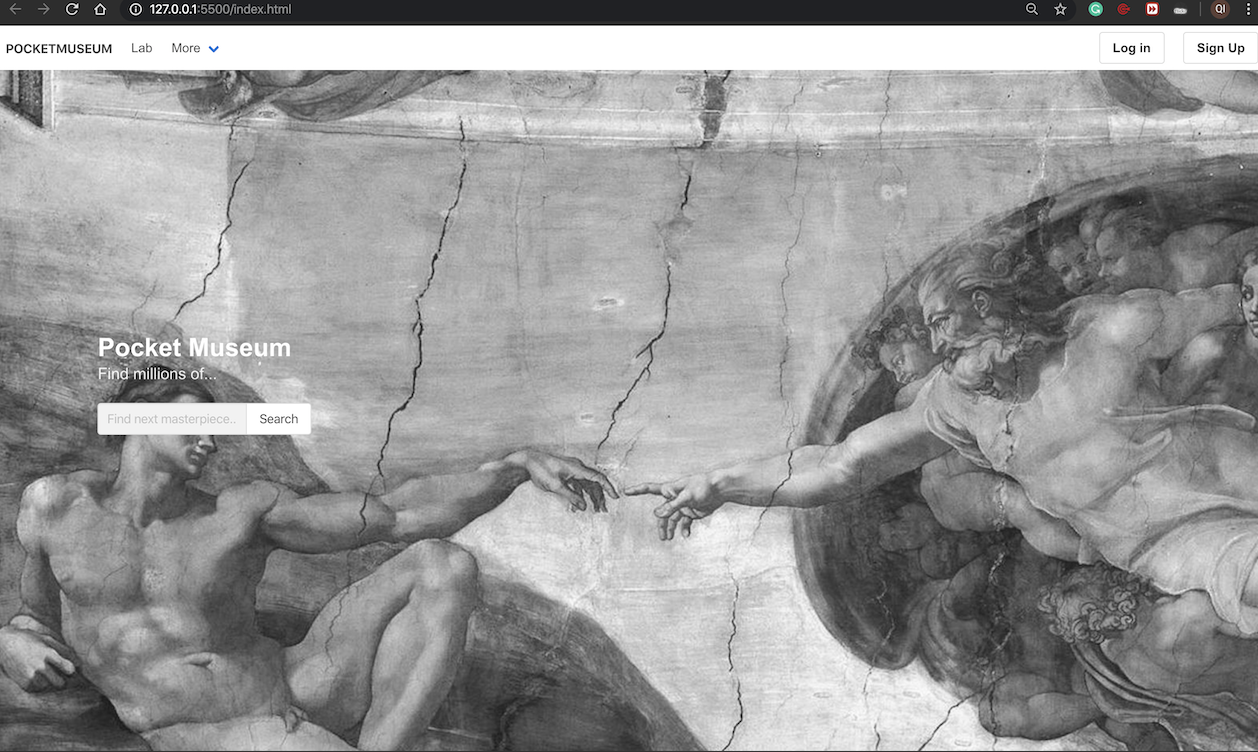 127.0.0.1:5500/index.html
QI
POCKETMUSEUM Lab More Log in Sign Up
Pocket Museum
Find millions of...
Find next masterpiece.. Search